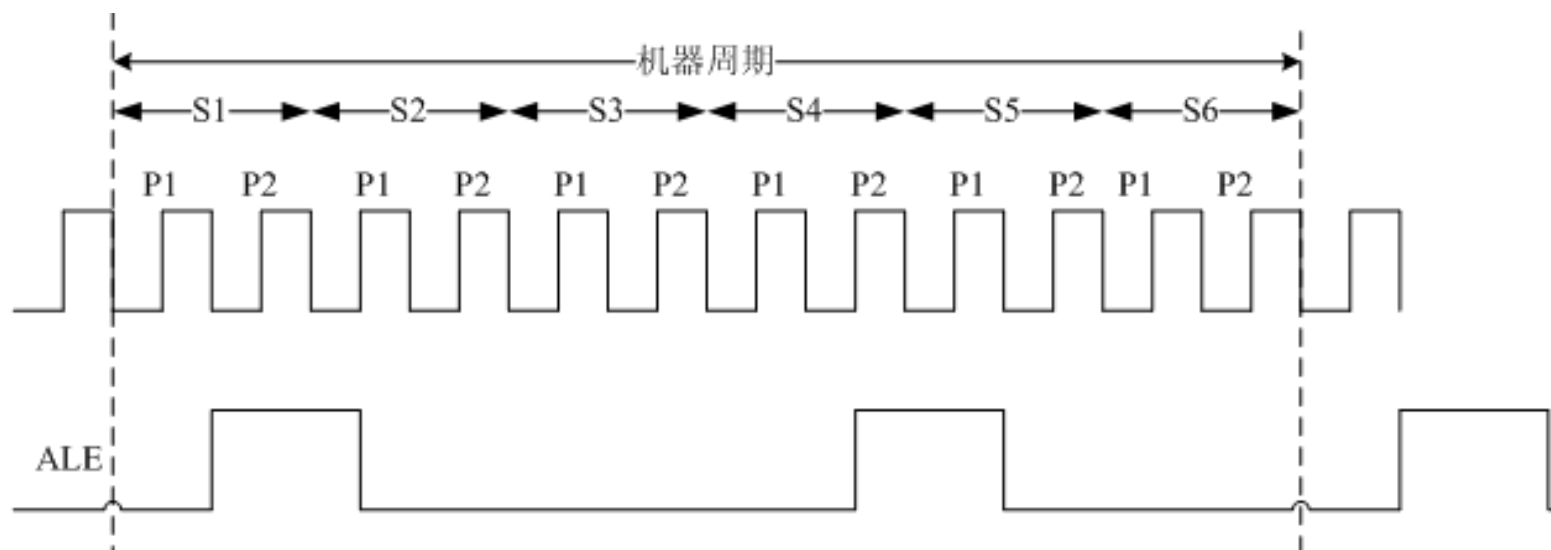 机器周期
S1 S2 S3 S4 S5 S6
P1 P2 P1 P2 P1 P2 P1 P2 P1 P2 P1 P2
ALE